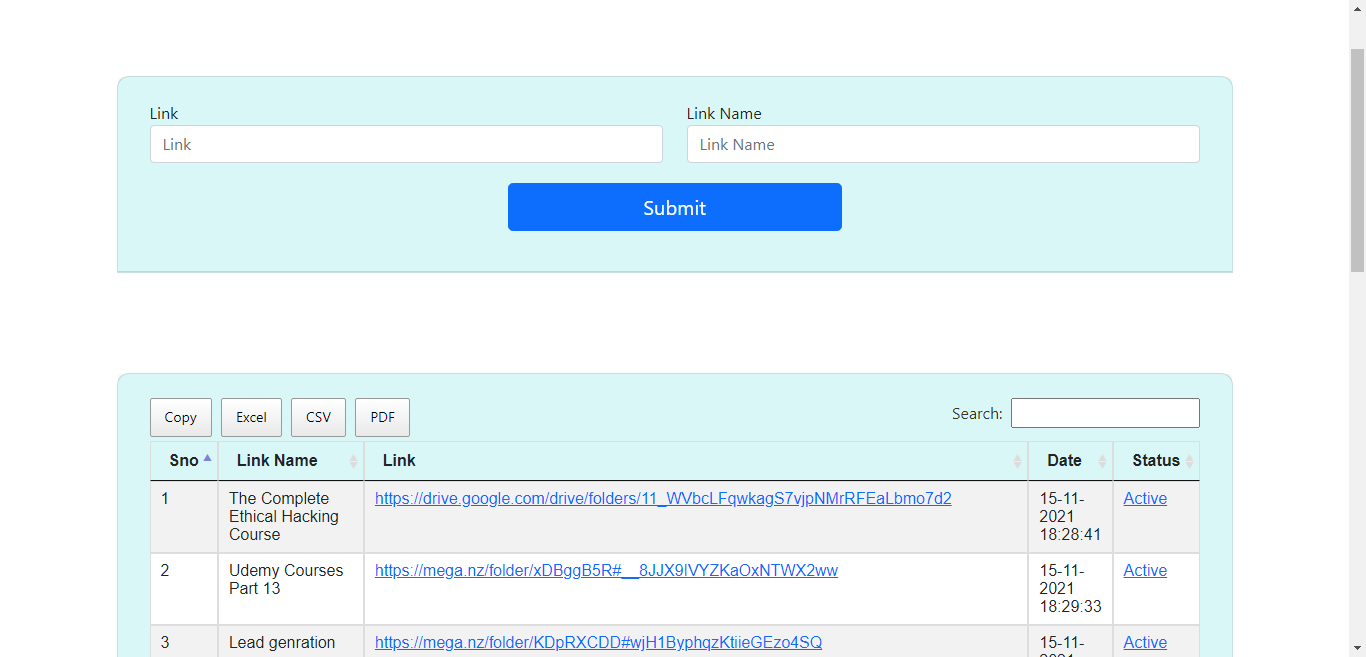 Link
Link Name
Link
Link Name
Submit
Copy
Excel
CSV
PDF
Search:
Sno
Link Name
Link
Date
Status
1
The Complete
Ethical Hacking
Course
https://drive.google.com/drive/folders/11_WVbcLFqwkagS7vjpNMrRFEaLbmo7d2
15-11-
2021
18:28:41
Active
2
Udemy Courses
Part 13
https://mega.nz/folder/xDBggB5R#__8JJX9IVYZKaOxNTWX2ww
15-11-
2021
18:29:33
Active
3
Lead genration
https://mega.nz/folder/KDpRXCDD#wjH1ByphqzKtiieGEzo4SQ
15-11-
2021
Active